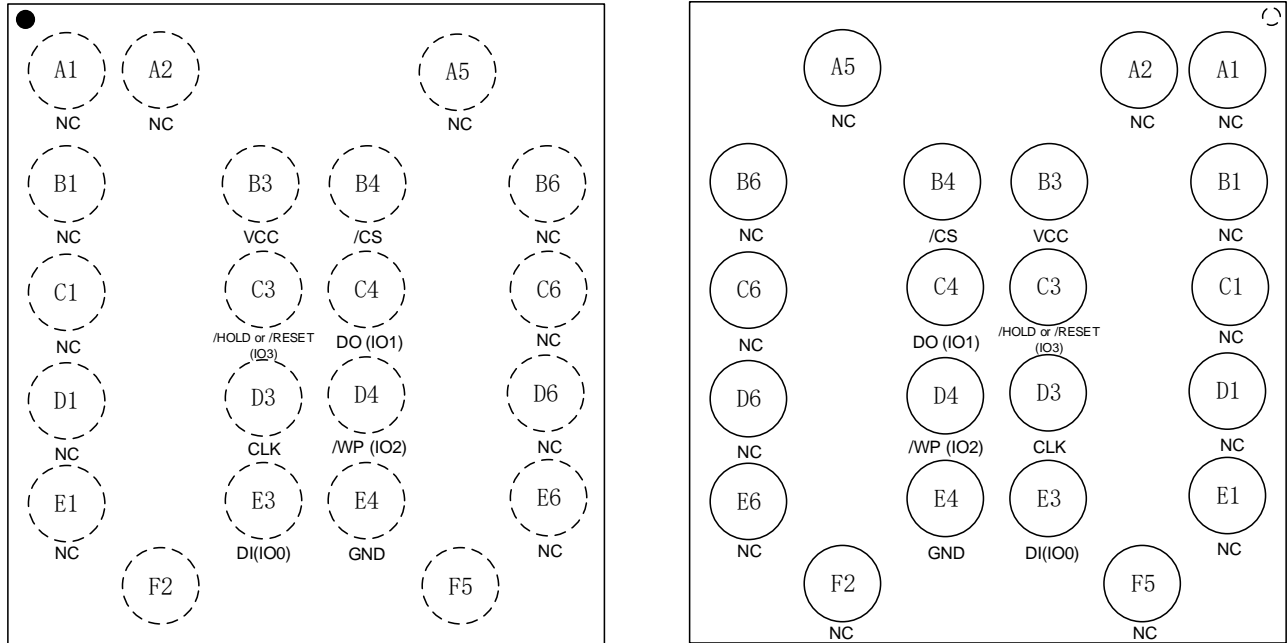 A1 A2 A5
NC NC NC
B1 B3 B4 B6
NC VCC /CS NC
C1 C3 C4 C6
NC /HOLD or /RESET (IO3) DO (IO1) NC
D1 D3 D4 D6
NC CLK /WP (IO2) NC
E1 E3 E4 E6
NC DI(IO0) GND NC
F2 F5
A5 A2 A1
NC NC NC
B6 B4 B3 B1
NC /CS VCC NC
C6 C4 C3 C1
NC DO (IO1) /HOLD or /RESET (IO3) NC
D6 D4 D3 D1
NC /WP (IO2) CLK NC
E6 E4 E3 E1
NC GND DI(IO0) NC
F2 F5
NC NC